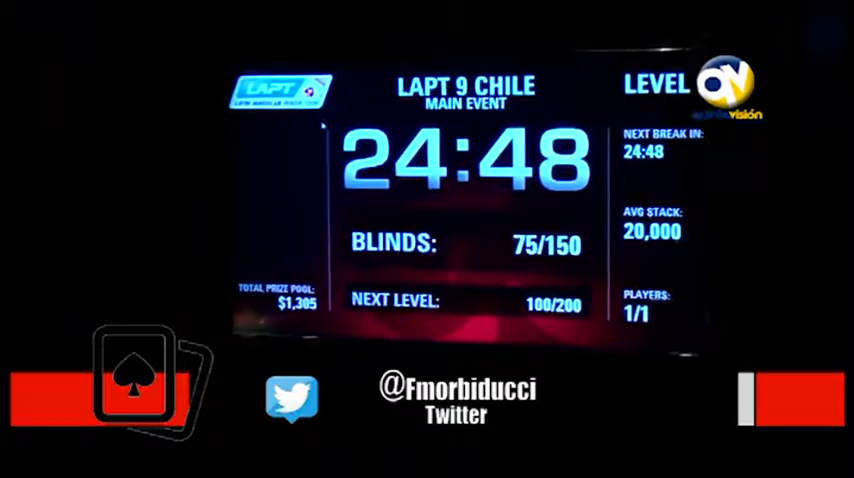 LAPT
LAPT 9 CHILE
MAIN EVENT
LEVEL
visión
24:48
NEXT BREAK IN:
24:48
AVG STACK:
20,000
BLINDS: 75/150
TOTAL PRIZE POOL:
$1,305
NEXT LEVEL: 100/200
PLAYERS:
1/1
@Fmorbiducci
Twitter